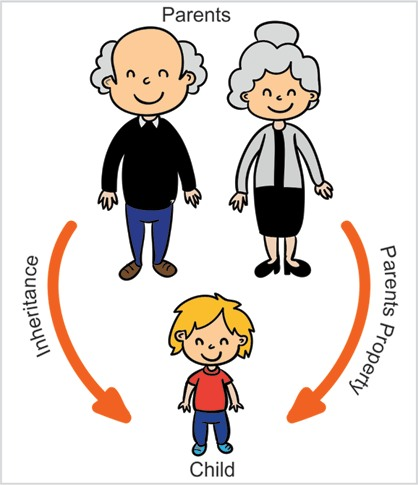 Parents
Inheritance
Parents Property
Child